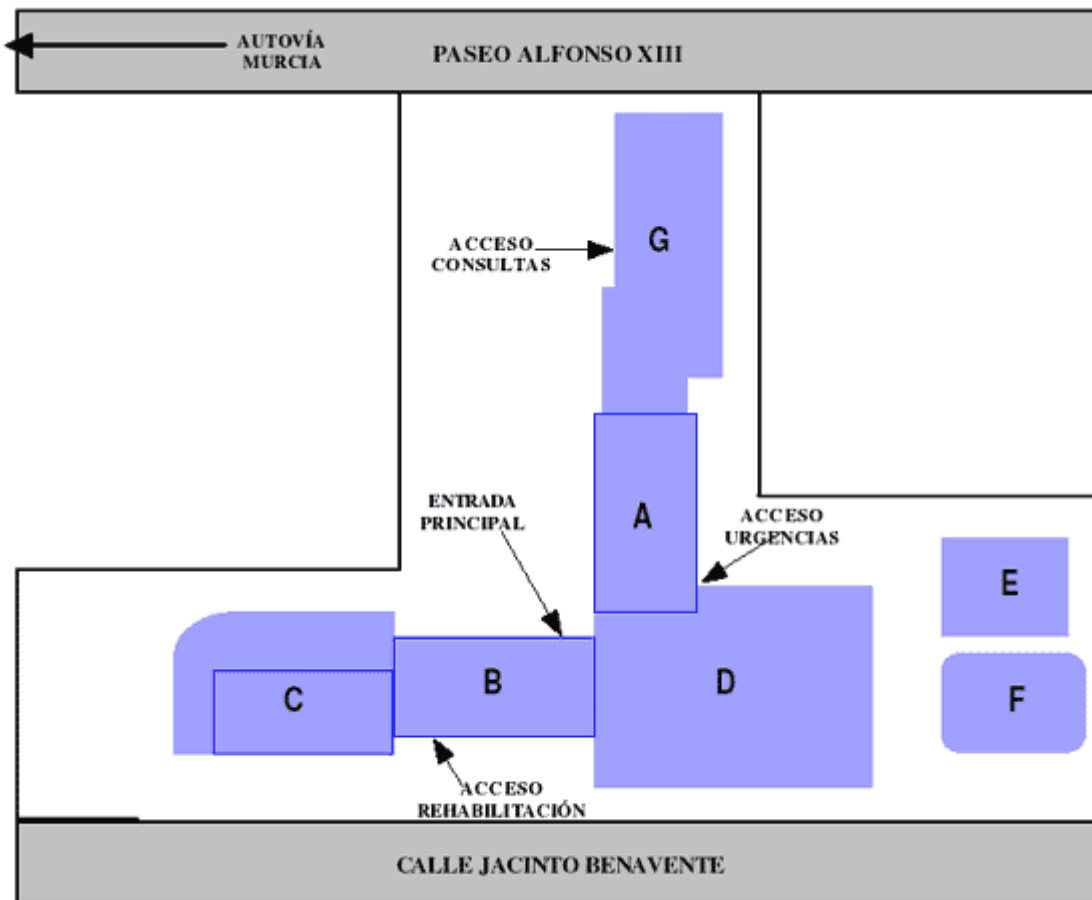 AUTOVÍA
MURCIA
PASEO ALFONSO XIII
G
ACCESO
CONSULTAS
ENTRADA
PRINCIPAL
A
ACCESO
URGENCIAS
E
C
B
D
F
ACCESO
REHABILITACIÓN
CALLE JACINTO BENAVENTE